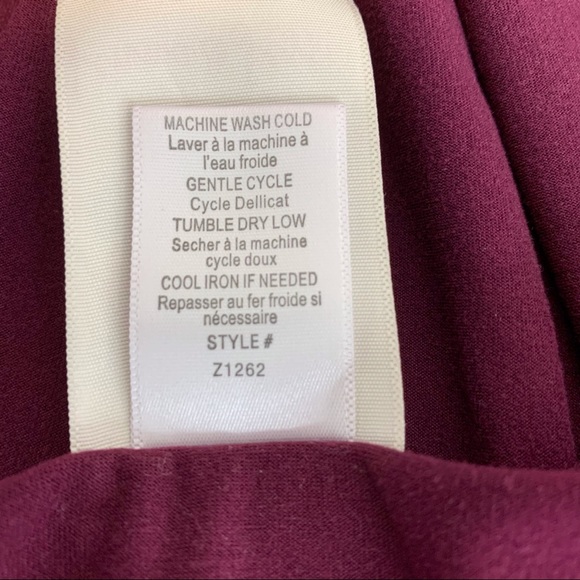 MACHINE WASH COLD
Laver à la machine à
l'eau froide
GENTLE CYCLE
Cycle Dellicat
TUMBLE DRY LOW
Secher à la machine
cycle doux
COOL IRON IF NEEDED
Repasser au fer froide si
nécessaire
STYLE #
Z1262